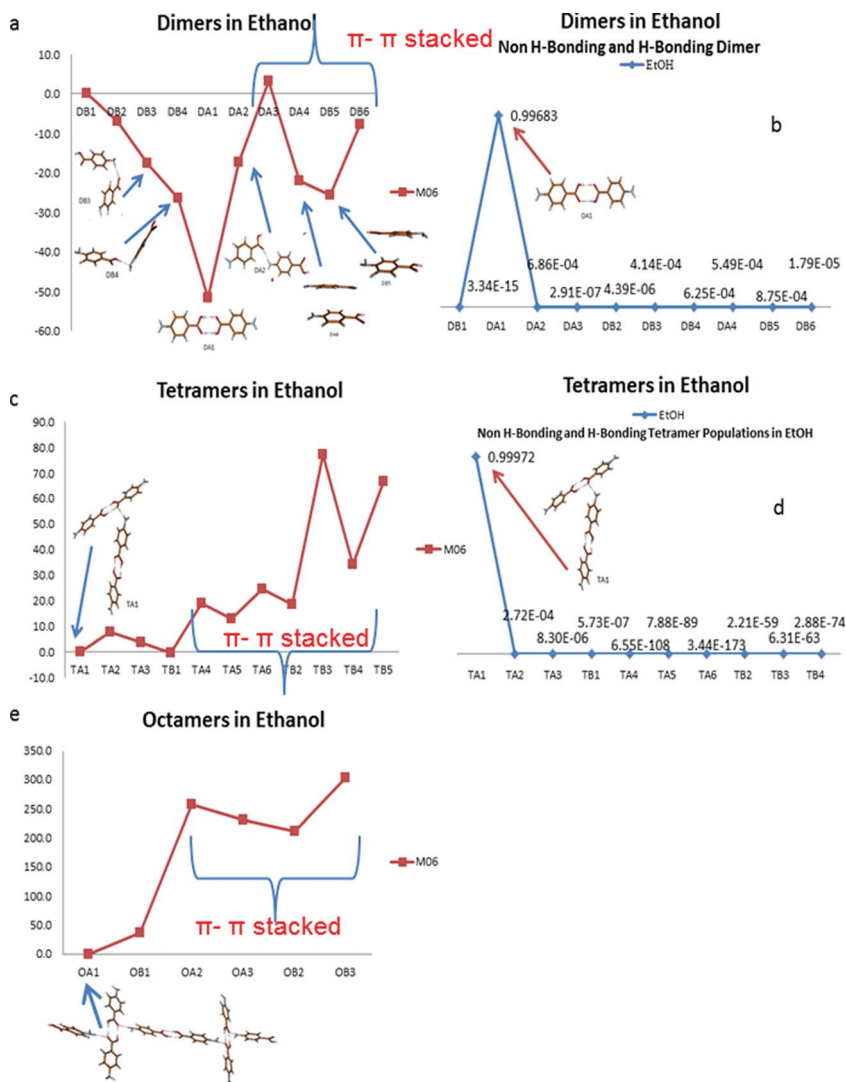 a
Dimers in Ethanol
π- π stacked
10.0
0.0
-10.0
-20.0
-30.0
-40.0
-50.0
-60.0
DB1 DB2 DB3 DB4 DA1 DA2 DA3 DA4 DB5 DB6
M06
DB3
DB4
DA1
DA2
DA4
DB5
Dimers in Ethanol
Non H-Bonding and H-Bonding Dimer
EtOH
b
0.99683
DA1
3.34E-15
6.86E-04
2.91E-07
4.39E-06
4.14E-04
6.25E-04
5.49E-04
8.75E-04
1.79E-05
DB1 DA1 DA2 DA3 DB2 DB3 DB4 DA4 DB5 DB6
c
Tetramers in Ethanol
90.0
80.0
70.0
60.0
50.0
40.0
30.0
20.0
10.0
0.0
-10.0
TA1
M06
π- π stacked
TA1 TA2 TA3 TB1 TA4 TA5 TA6 TB2 TB3 TB4 TB5
Tetramers in Ethanol
EtOH
Non H-Bonding and H-Bonding Tetramer Populations in EtOH
0.99972
d
TA1
2.72E-04
8.30E-06
5.73E-07
6.55E-108
7.88E-89
3.44E-173
2.21E-59
6.31E-63
2.88E-74
TA1 TA2 TA3 TB1 TA4 TA5 TA6 TB2 TB3 TB4
e
Octamers in Ethanol
350.0
300.0
250.0
200.0
150.0
100.0
50.0
0.0
M06
π- π stacked
OA1 OB1 OA2 OA3 OB2 OB3